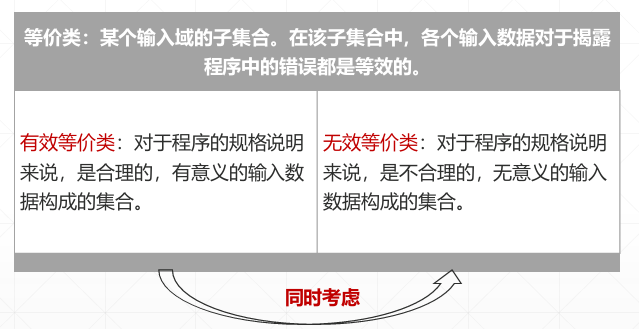 等价类：某个输入域的子集合。在该子集合中，各个输入数据对于揭露
程序中的错误都是等效的。
有效等价类：对于程序的规格说明
来说，是合理的，有意义的输入数
据构成的集合。
无效等价类：对于程序的规格说明
来说，是不合理的，无意义的输入
数据构成的集合。
同时考虑